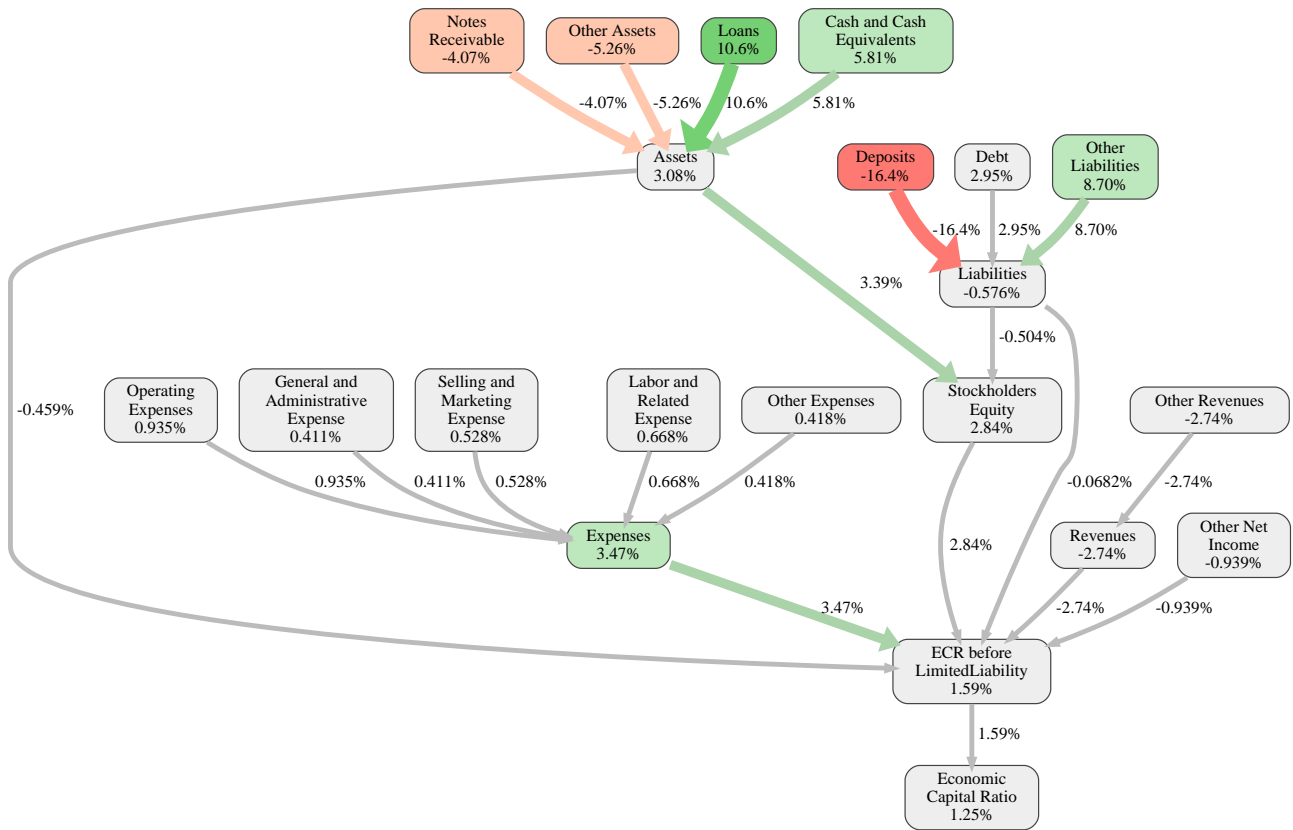 Notes
Receivable
-4.07%
Other Assets
-5.26%
Loans
10.6%
Cash and Cash
Equivalents
5.81%
-4.07%
-5.26%
10.6%
5.81%
Assets
3.08%
Deposits
-16.4%
Debt
2.95%
Other
Liabilities
8.70%
-16.4%
2.95%
8.70%
Liabilities
-0.576%
3.39%
-0.504%
-0.459%
Operating
Expenses
0.935%
General and
Administrative
Expense
0.411%
Selling and
Marketing
Expense
0.528%
Labor and
Related
Expense
0.668%
Other Expenses
0.418%
Stockholders
Equity
2.84%
Other Revenues
-2.74%
0.935%
0.411%
0.528%
0.668%
0.418%
-0.0682%
-2.74%
Expenses
3.47%
2.84%
Revenues
-2.74%
Other Net
Income
-0.939%
3.47%
-2.74%
-0.939%
ECR before
LimitedLiability
1.59%
1.59%
Economic
Capital Ratio
1.25%